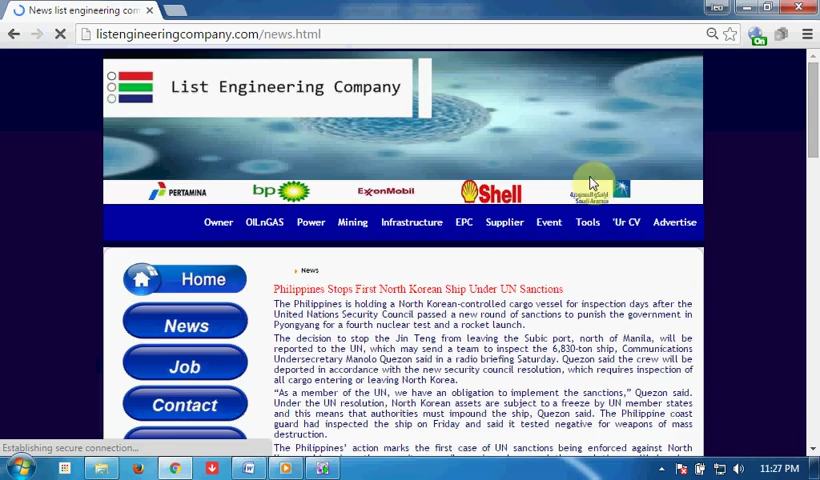 News list engineering com
teo
listengineeringcompany.com/news.html
On
List Engineering Company
PERTAMINA
bp
ExxonMobil
Shell
أرامكو السعودية
Saudi Aramco
Owner OILnGAS Power Mining Infrastructure EPC Supplier Event Tools 'Ur CV Advertise
Home
News
Job
Contact
News
Philippines Stops First North Korean Ship Under UN Sanctions
The Philippines is holding a North Korean-controlled cargo vessel for inspection days after the
United Nations Security Council passed a new round of sanctions to punish the government in
Pyongyang for a fourth nuclear test and a rocket launch.
The decision to stop the Jin Teng from leaving the Subic port, north of Manila, will be
reported to the UN, which may send a team to inspect the 6,830-ton ship, Communications
Undersecretary Manolo Quezon said in a radio briefing Saturday. Quezon said the crew will be
deported in accordance with the new security council resolution, which requires inspection of
all cargo entering or leaving North Korea.
“As a member of the UN, we have an obligation to implement the sanctions,” Quezon said.
Under the UN resolution, North Korean assets are subject to a freeze by UN member states
and this means that authorities must impound the ship, Quezon said. The Philippine coast
guard had inspected the ship on Friday and said it tested negative for weapons of mass
destruction.
The Philippines’ action marks the first case of UN sanctions being enforced against North
Establishing secure connection...
11:27 PM